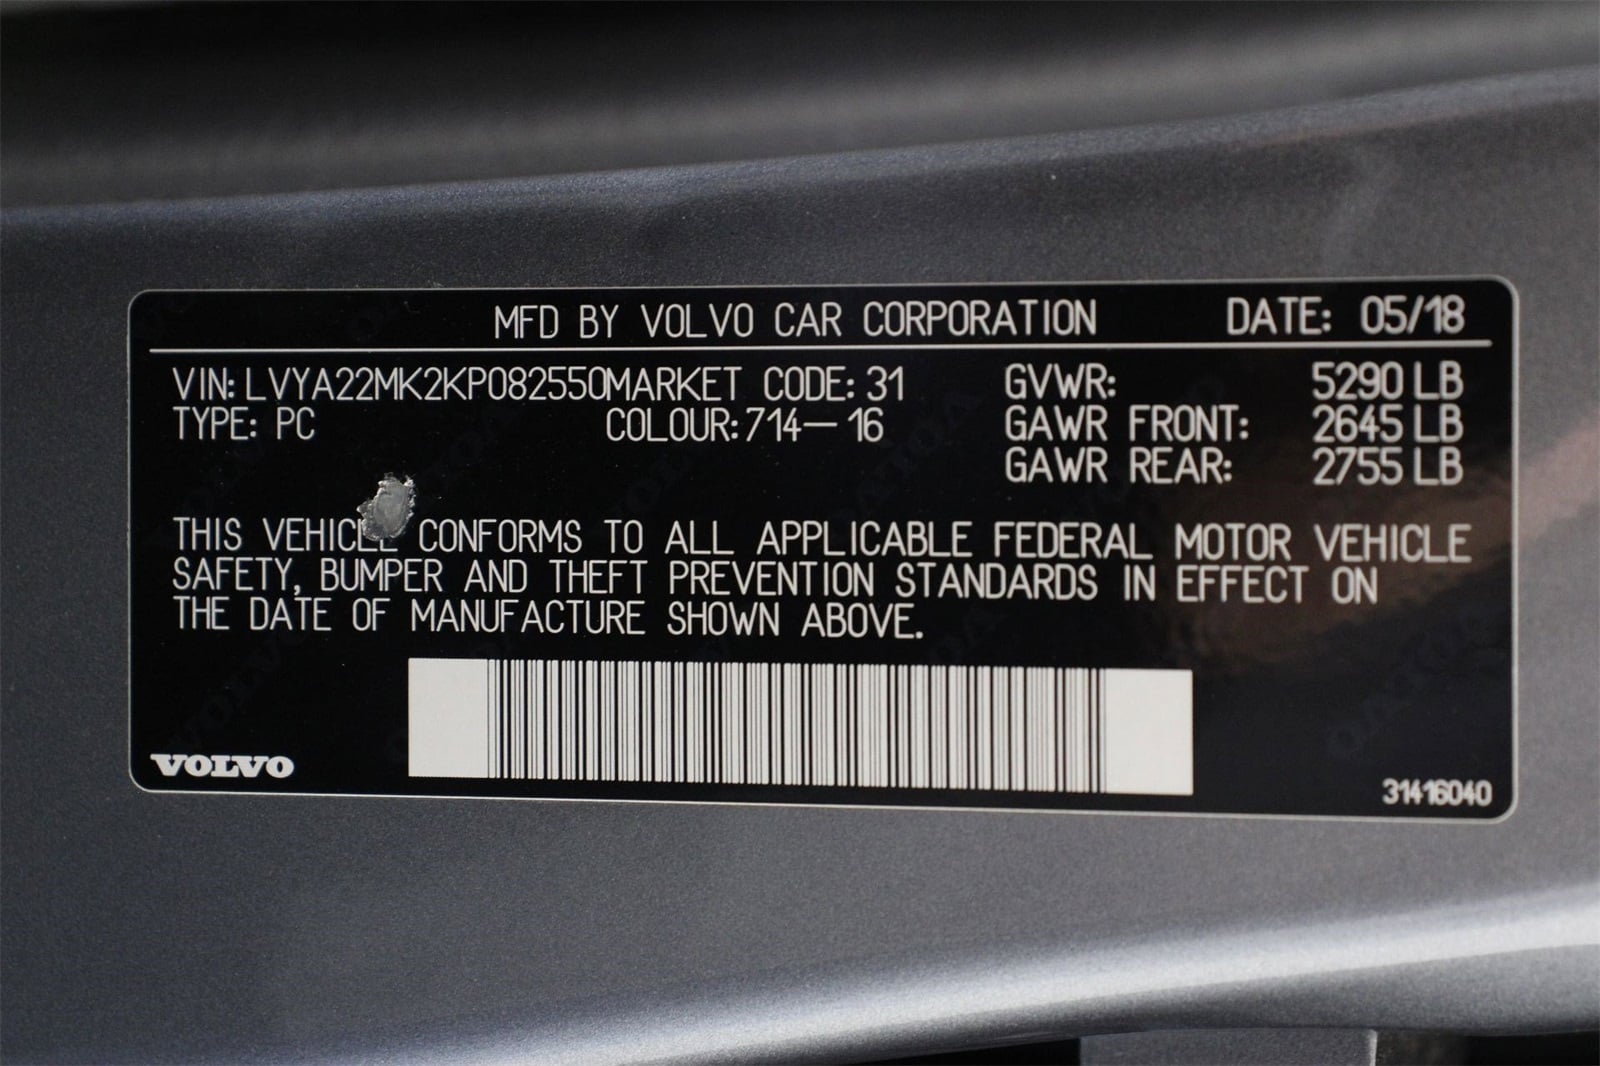 MFD BY VOLVO CAR CORPORATION DATE: 05/18
VIN: LVYA22MK2KP082550 MARKET CODE: 31 GVWR: 5290 LB
TYPE: PC COLOUR: 714-16 GAWR FRONT: 2645 LB
GAWR REAR: 2755 LB
THIS VEHICLE CONFORMS TO ALL APPLICABLE FEDERAL MOTOR VEHICLE
SAFETY, BUMPER AND THEFT PREVENTION STANDARDS IN EFFECT ON
THE DATE OF MANUFACTURE SHOWN ABOVE.
VOLVO
31416040